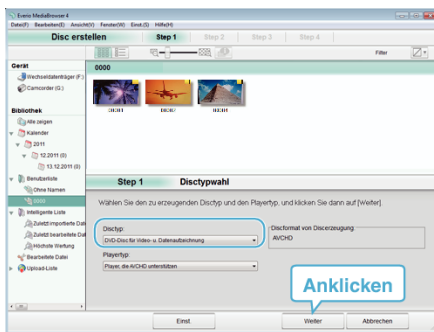 Everio MediaBrowser 4
Datei(F) Bearbeiten(E) Ansicht(V) Fenster(W) Einst.(S) Hilfe(H)
Disc erstellen Step 1 Step 2 Step 3 Step 4
Filter
Gerät
Wechseldatenträger (F:)
Camcorder (G:)
Bibliothek
Alle zeigen
Kalender
2011
12.2011 (0)
13.12.2011 (0)
Benutzerliste
Ohne Namen
0000
Intelligente Liste
Zuletzt importierte Dat
Zuletzt bearbeitete Dat
Höchste Wertung
Bearbeitete Datei
Upload-Liste
0000
00001 00002 00004
Step 1 Disctypwahl
Wählen Sie den zu erzeugenden Disctyp und den Playertyp, und klicken Sie dann auf [Weiter].
Disctyp:
DVD-Disc für Video- u. Datenaufzeichnung
Playertyp:
Player, die AVCHD unterstützen
Discformat von Discerzeugung:
AVCHD
Anklicken
Einst Weiter Abbrechen